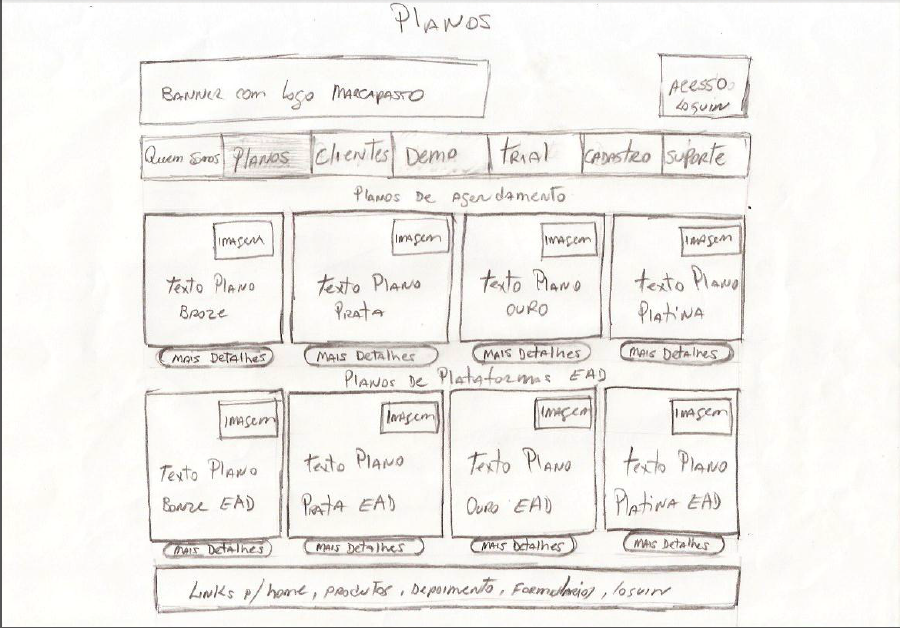 Planos
Banner com logo Marcapasto
Acesso
Loguin
Quem Somos Planos Clientes Demo Trial Cadastro Suporte
Planos de Agendamento
Imagem Imagem Imagem Imagem
Texto Plano Texto Plano Texto Plano Texto Plano
Broze Prata Ouro Platina
Mais Detalhes Mais Detalhes Mais Detalhes Mais Detalhes
Planos de Plataformas EAD
Imagem Imagem Imagem Imagem
Texto Plano Texto Plano Texto Plano Texto Plano
Bonze EAD Prata EAD Ouro EAD Platina EAD
Mais Detalhes Mais Detalhes Mais Detalhes Mais Detalhes
Links p/ home, produtos, Depoimento, Formulários, loguin